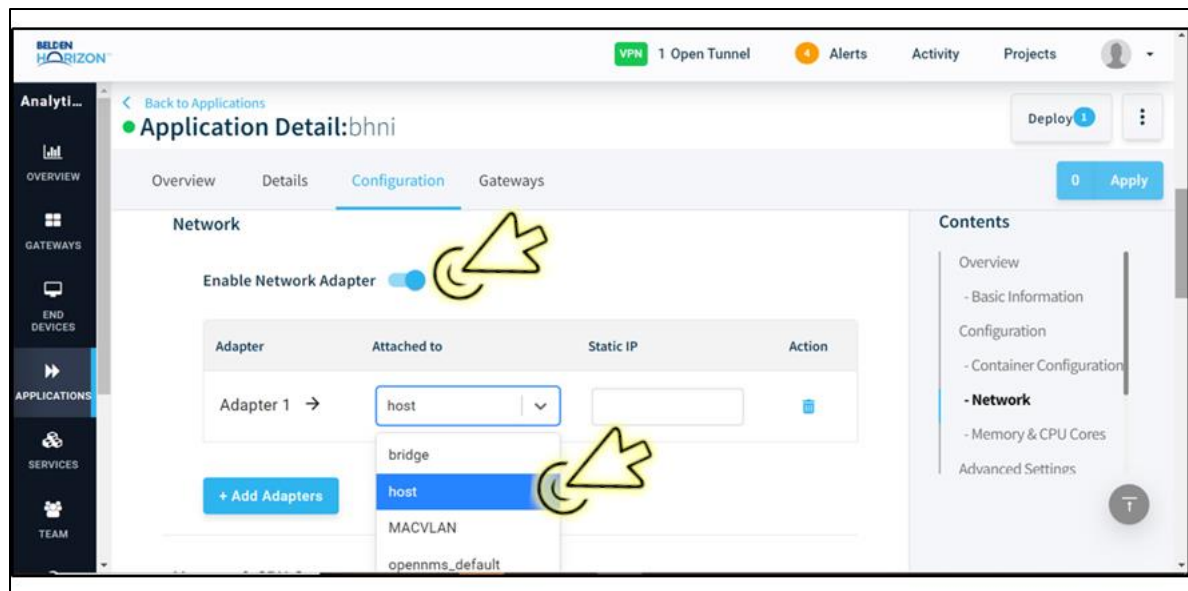 BELDEN
HORIZON
VPN 1 Open Tunnel 4 Alerts Activity Projects
Analyti...
Back to Applications
Application Detail:bhni
Deploy 1
OVERVIEW
Overview Details Configuration Gateways
0 Apply
GATEWAYS
Network
Contents
Enable Network Adapter
Overview
- Basic Information
END
DEVICES
Configuration
Adapter Attached to Static IP Action
- Container Configuration
APPLICATIONS
Adapter 1 → host
- Network
- Memory & CPU Cores
SERVICES
bridge
Advanced Settings
+ Add Adapters host
TEAM
MACVLAN
opennms_default